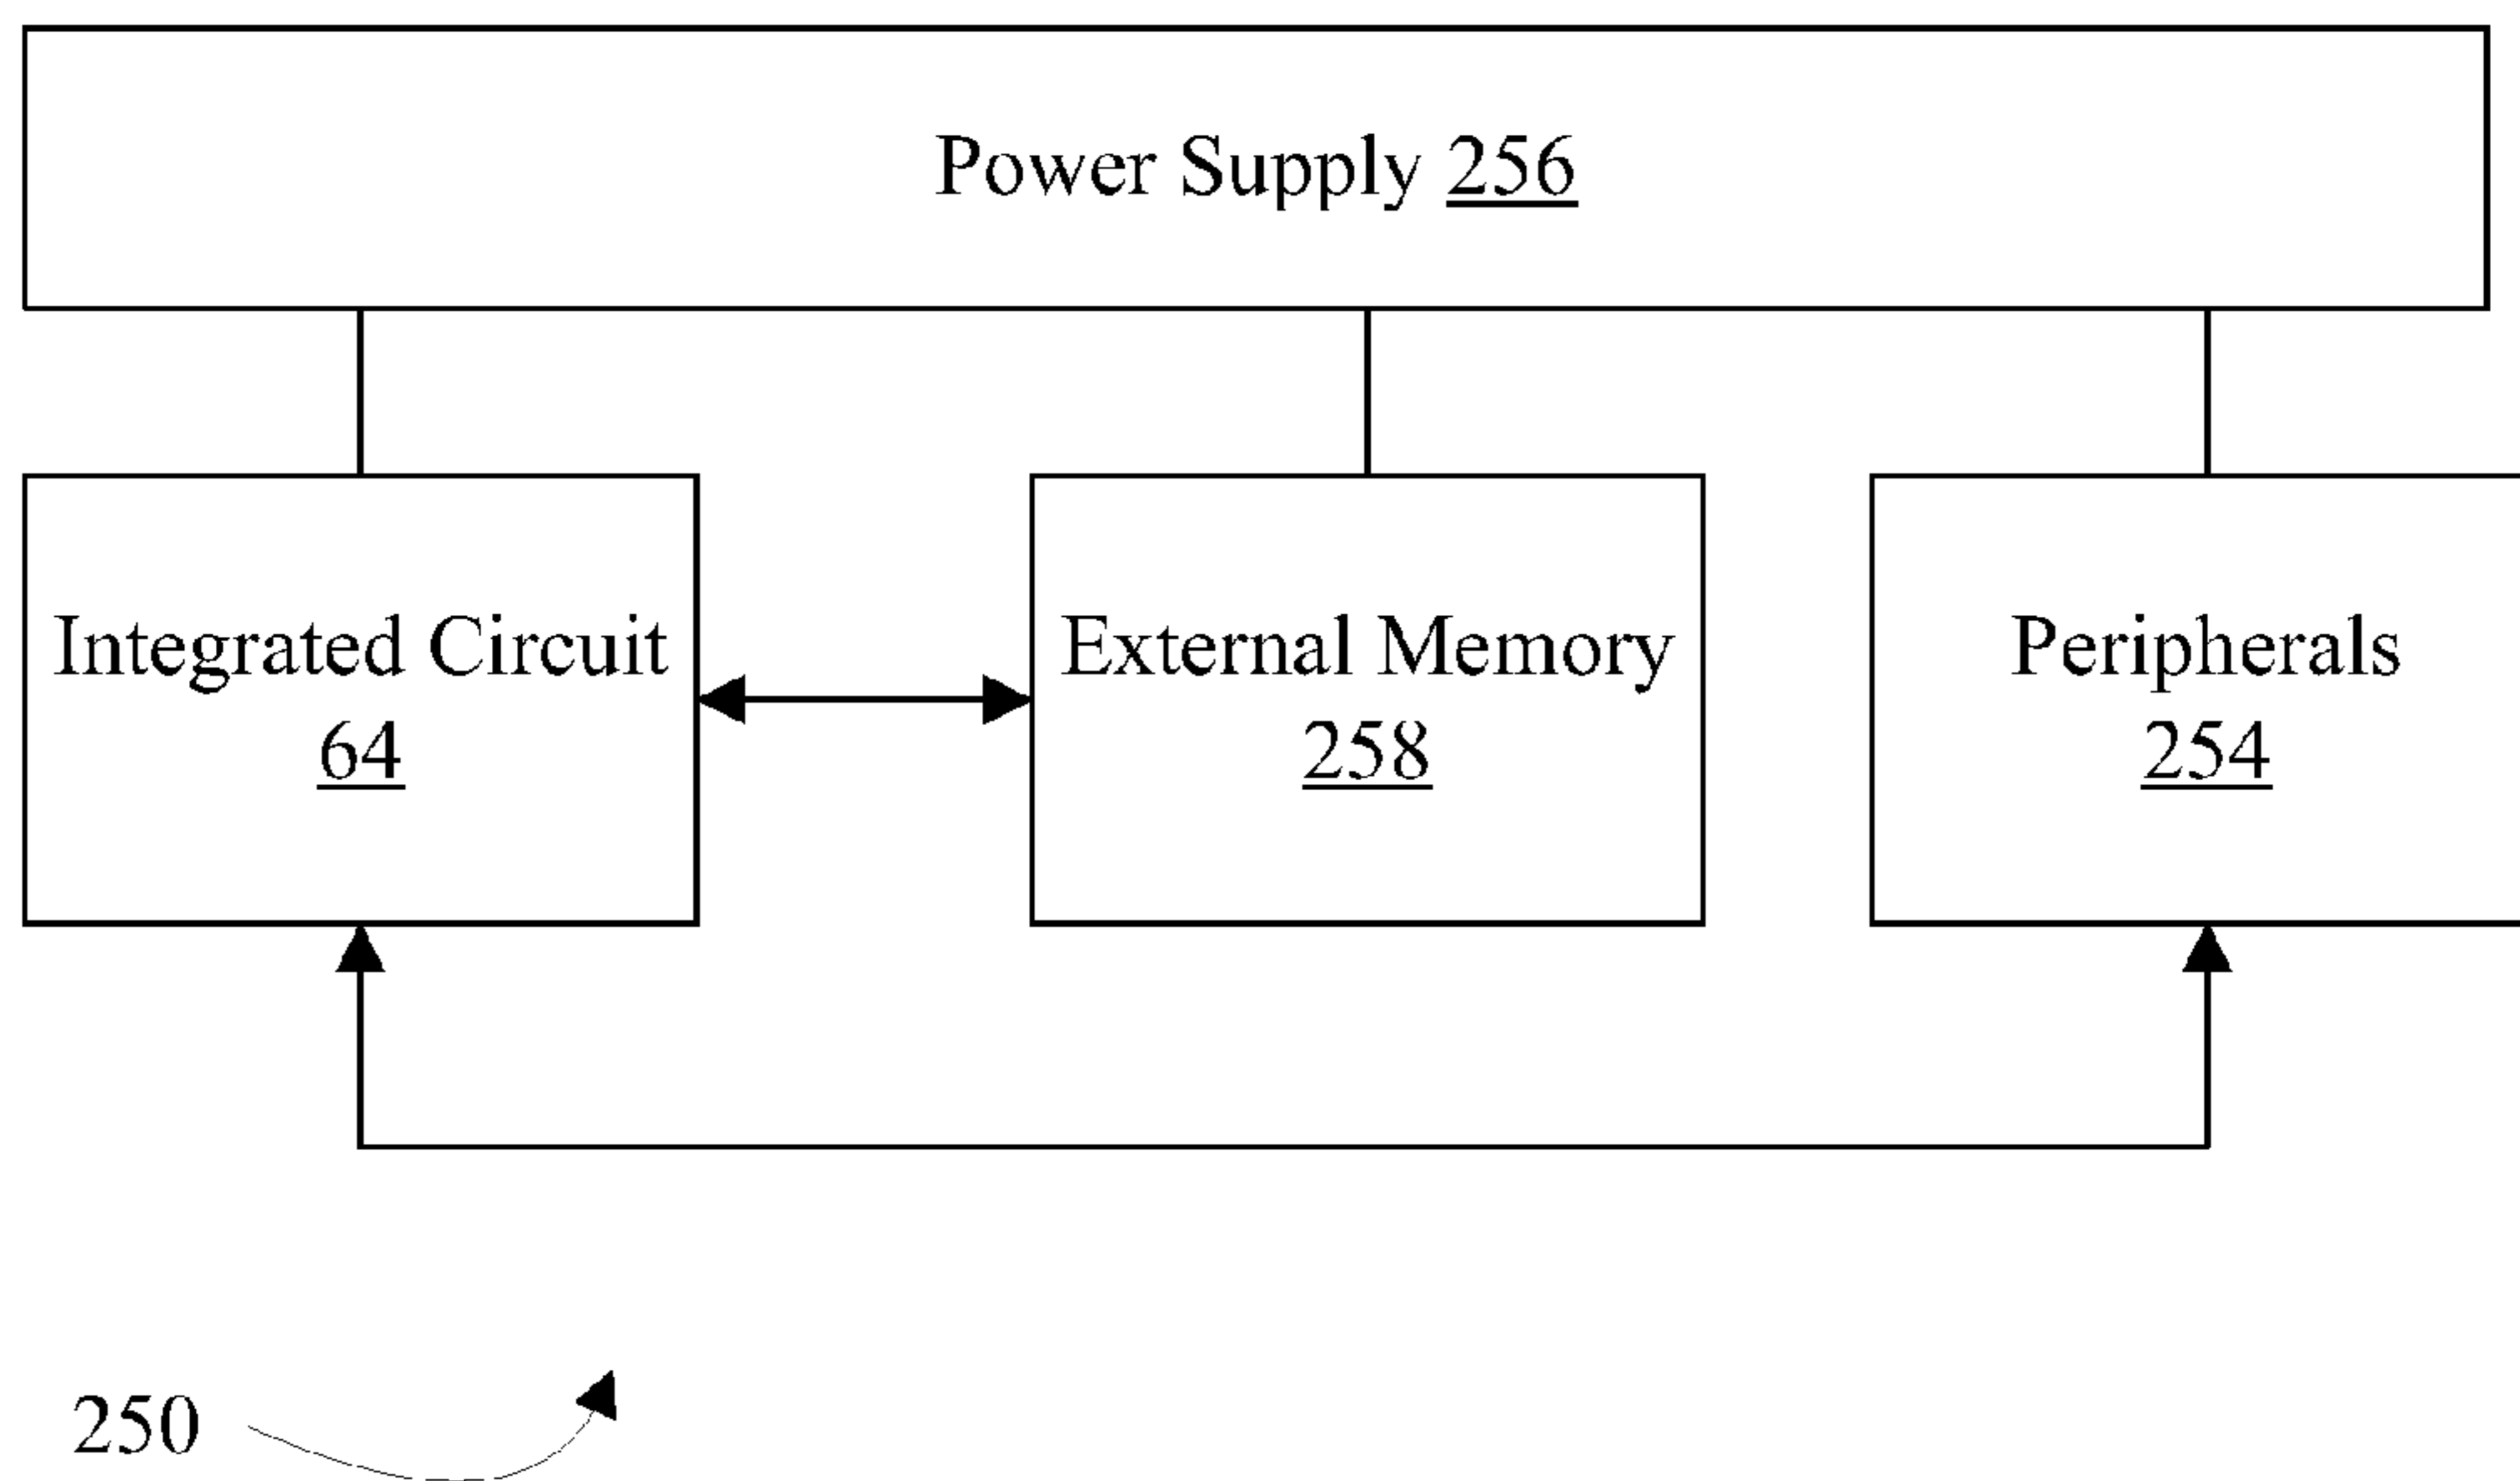 Power Supply 256
Integrated Circuit
64
External Memory
258
Peripherals
254
250